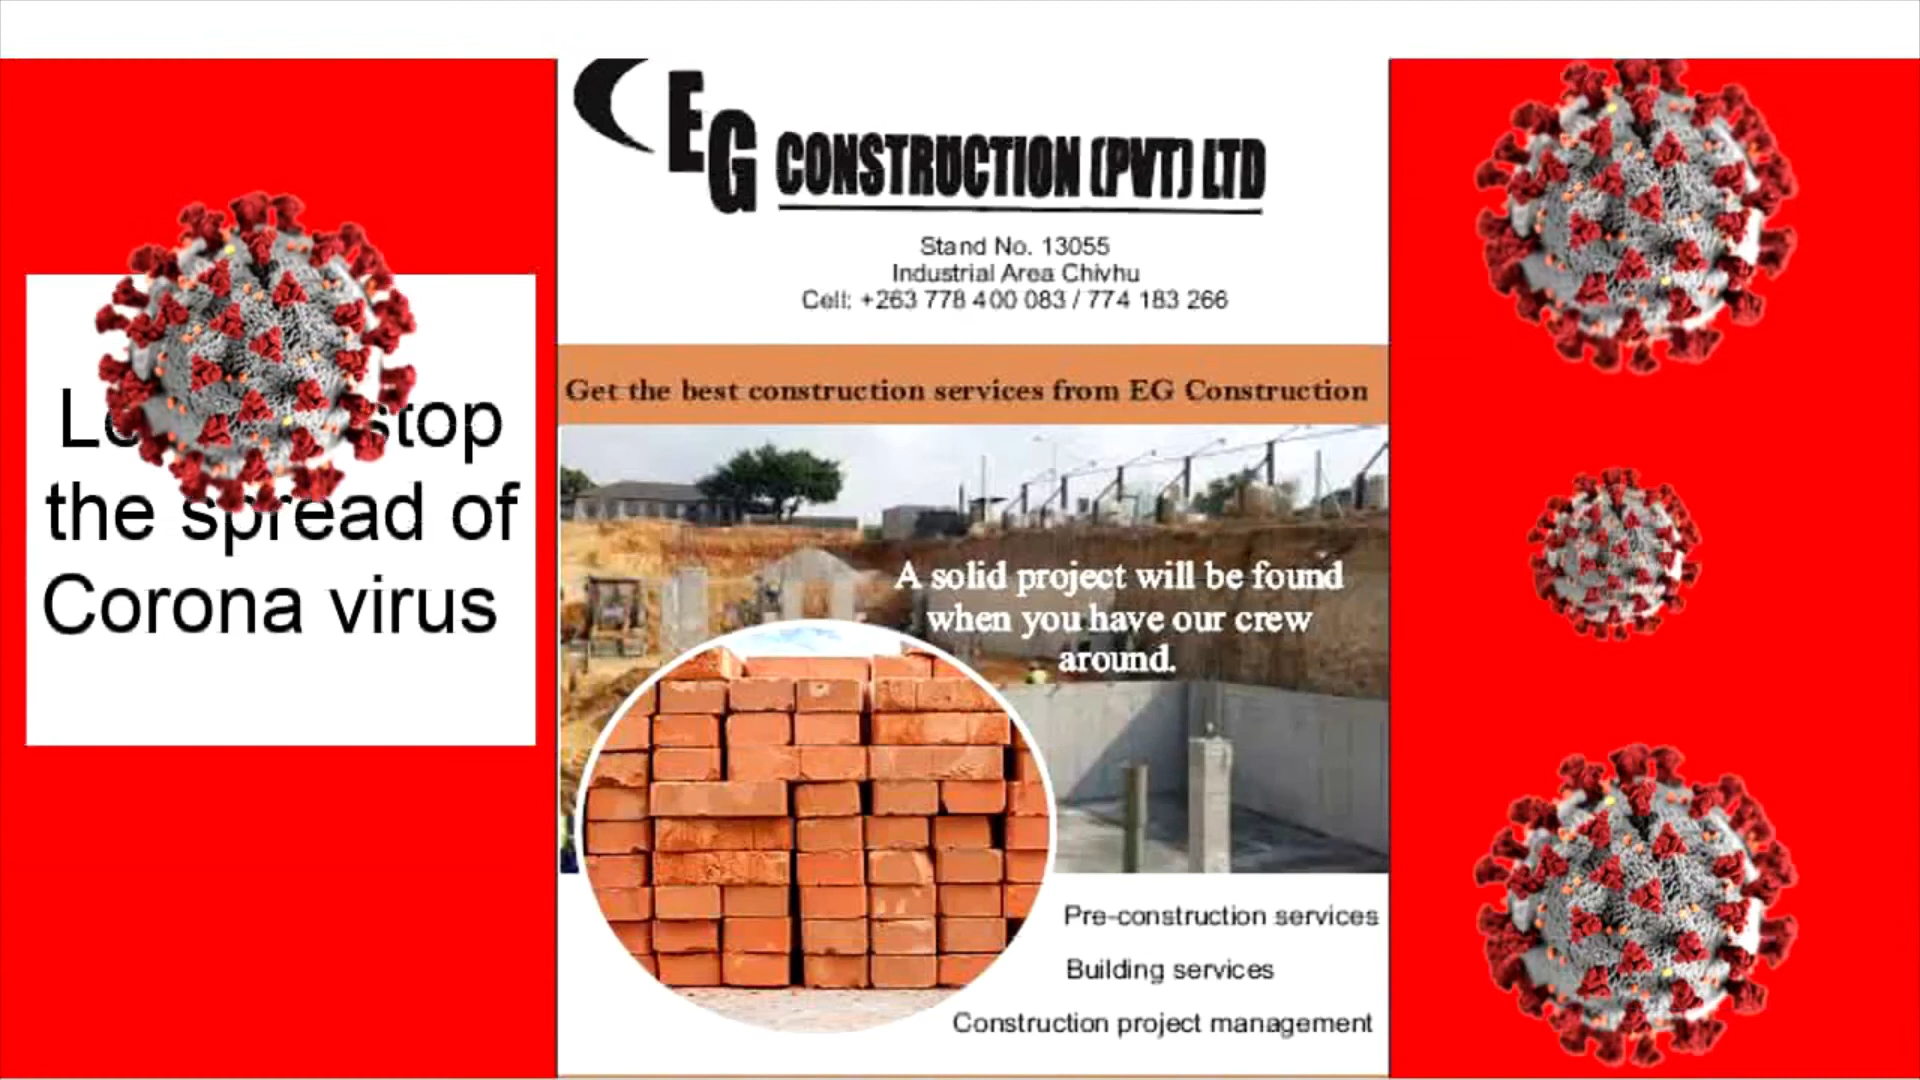 stop
the spread of
Corona virus
EG CONSTRUCTION (PVT) LTD
Stand No. 13055
Industrial Area Chivhu
Cell: +263 778 400 083 / 774 183 266
Get the best construction services from EG Construction
A solid project will be found
when you have our crew
around.
Pre-construction services
Building services
Construction project management